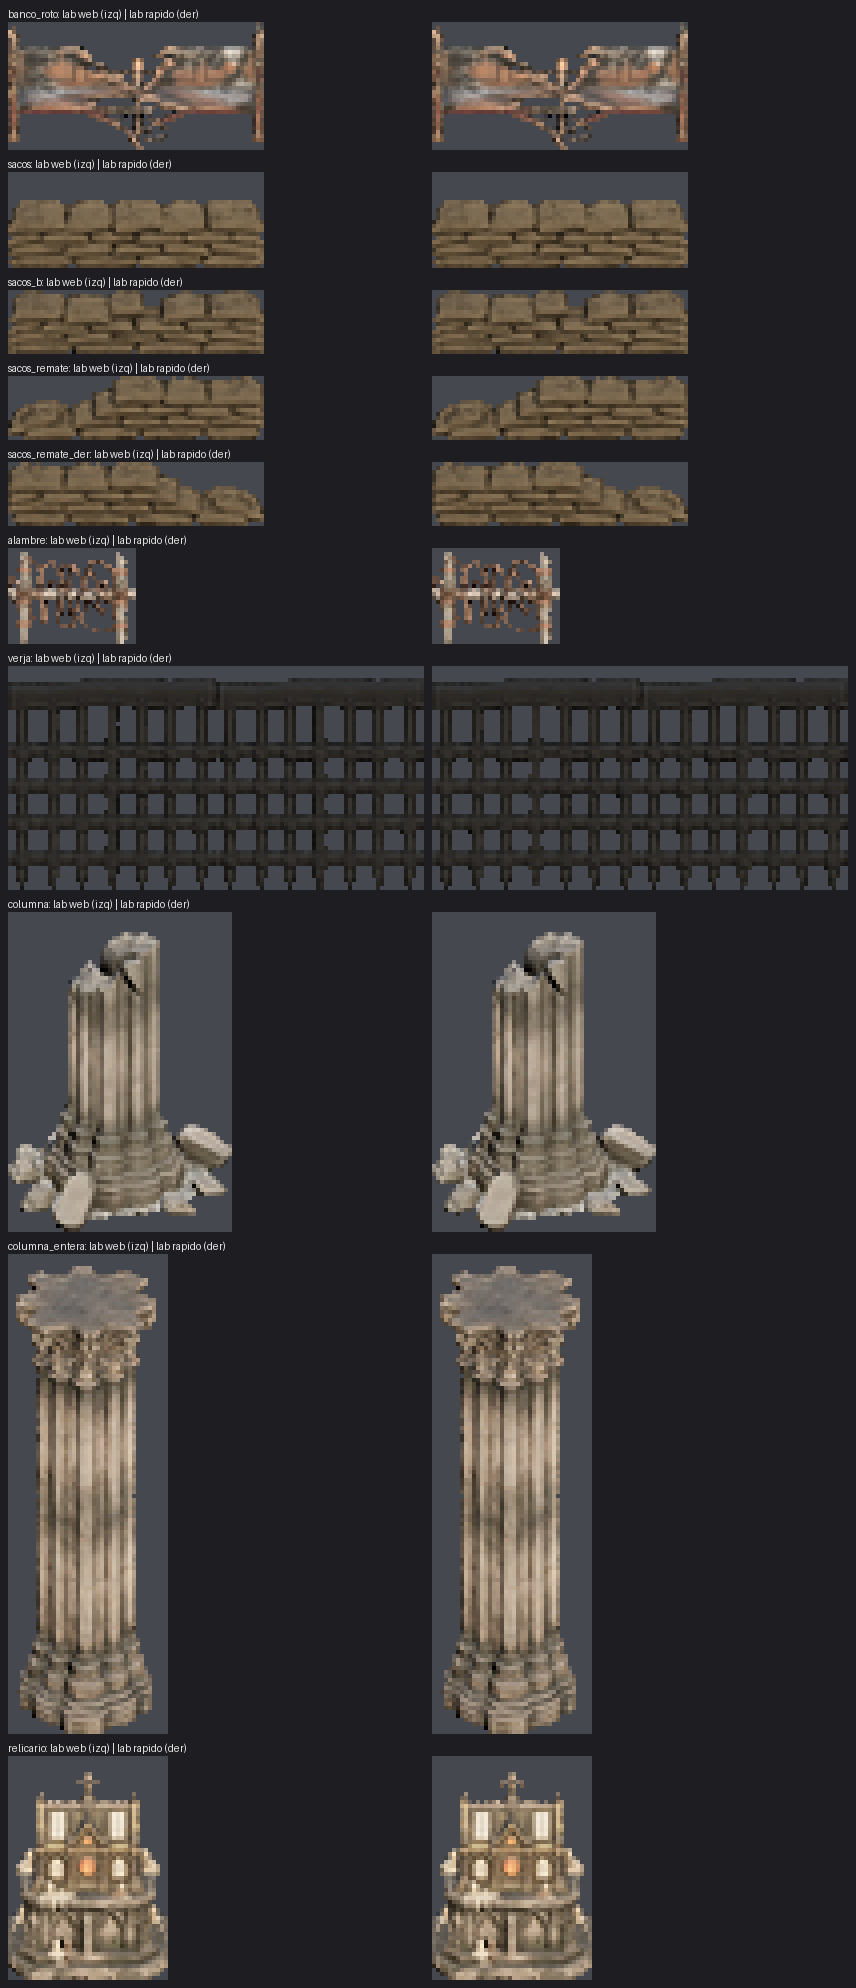 banco_roto: lab web (izq) | lab rapido (der)
sacos: lab web (izq) | lab rapido (der)
sacos_b: lab web (izq) | lab rapido (der)
sacos_remate: lab web (izq) | lab rapido (der)
sacos_remate_der: lab web (izq) | lab rapido (der)
alambre: lab web (izq) | lab rapido (der)
verja: lab web (izq) | lab rapido (der)
columna: lab web (izq) | lab rapido (der)
columna_entera: lab web (izq) | lab rapido (der)
relicario: lab web (izq) | lab rapido (der)